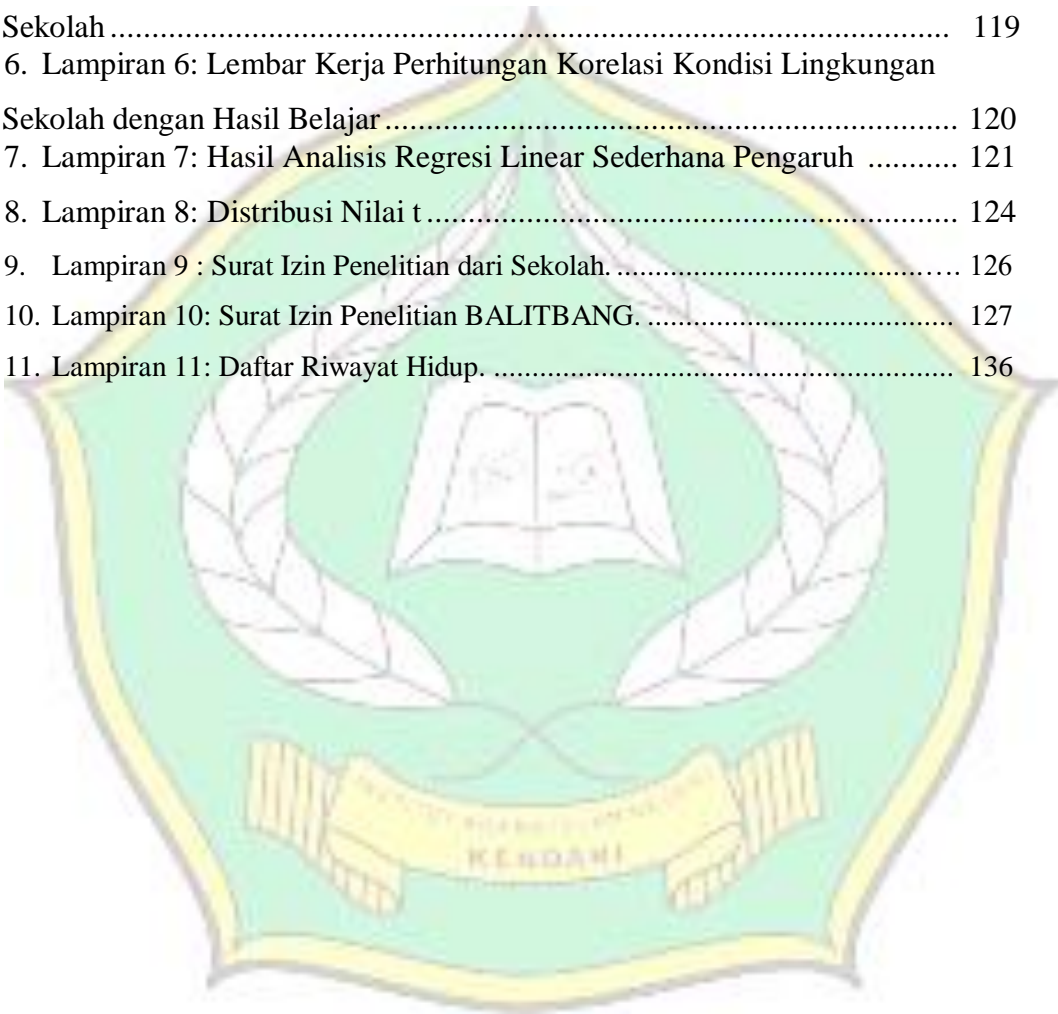 Sekolah ........................................................................................... 119
6. Lampiran 6: Lembar Kerja Perhitungan Korelasi Kondisi Lingkungan
Sekolah dengan Hasil Belajar .............................................................. 120
7. Lampiran 7: Hasil Analisis Regresi Linear Sederhana Pengaruh ........... 121
8. Lampiran 8: Distribusi Nilai t ......................................................... 124
9. Lampiran 9 : Surat Izin Penelitian dari Sekolah. ....................................…. 126
10. Lampiran 10: Surat Izin Penelitian BALITBANG. .................................... 127
11. Lampiran 11: Daftar Riwayat Hidup. ....................................................... 136
KENDARI